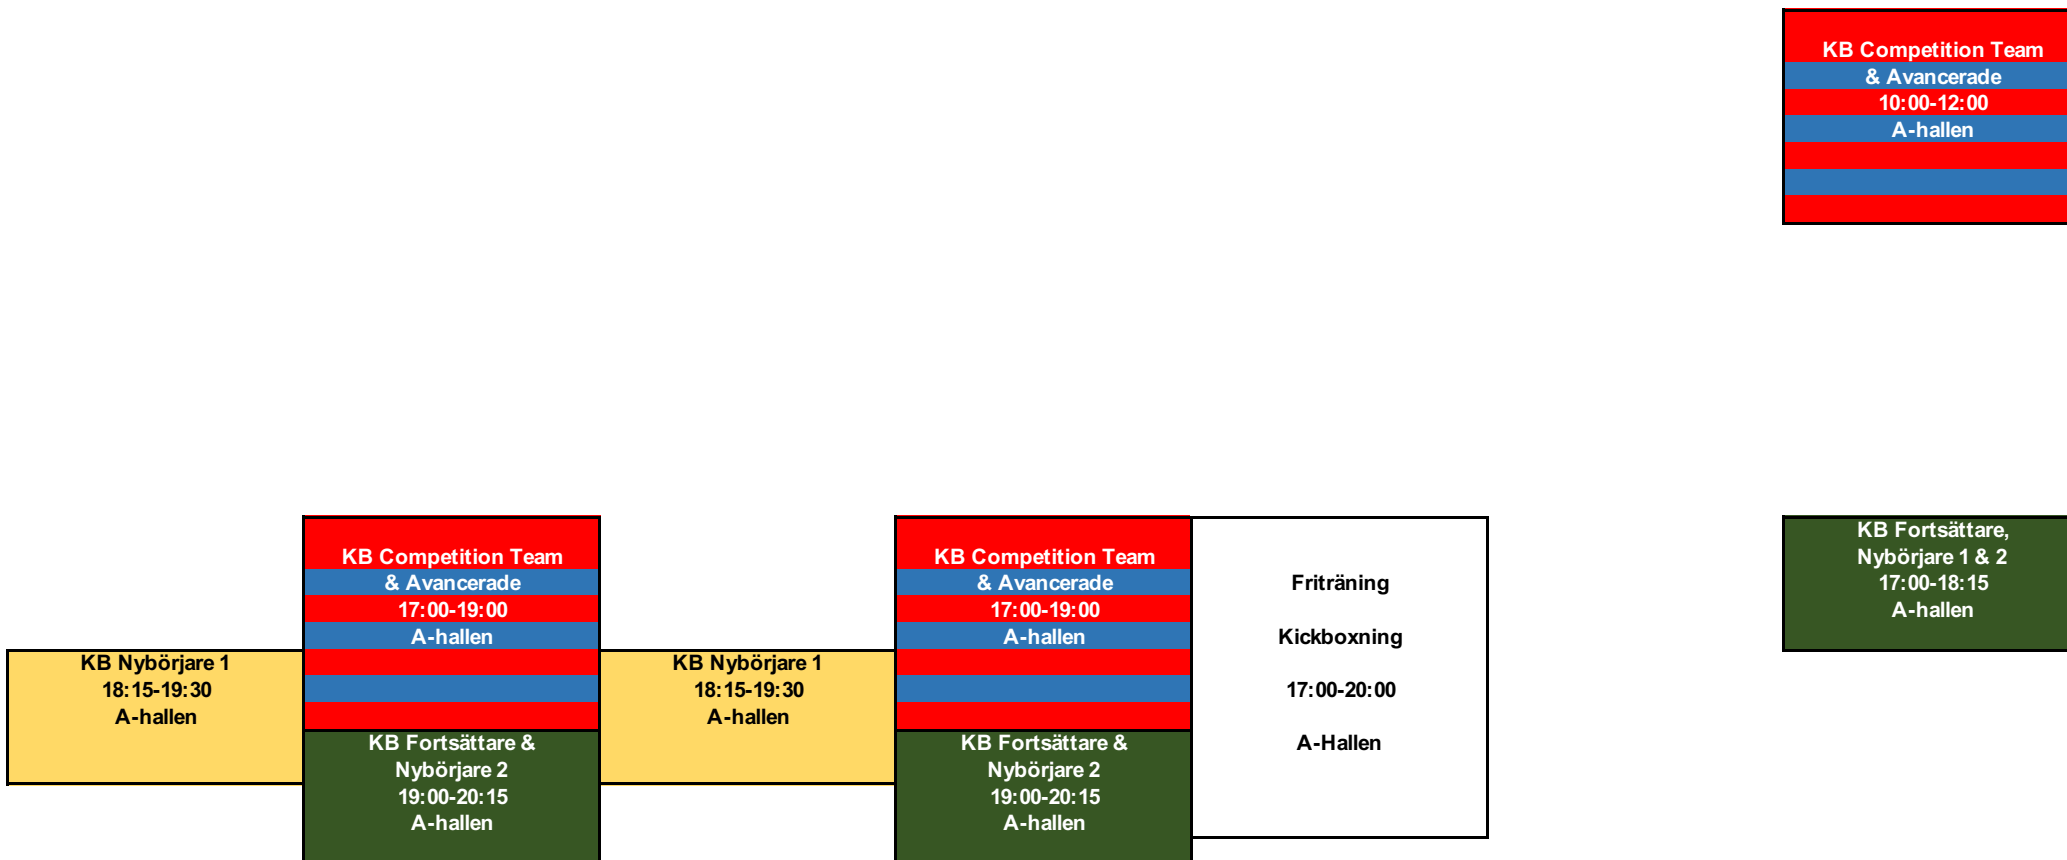 KB Competition Team
& Avancerade
10:00-12:00
A-hallen
KB Nybörjare 1
18:15-19:30
A-hallen
KB Competition Team
& Avancerade
17:00-19:00
A-hallen
KB Fortsättare &
Nybörjare 2
19:00-20:15
A-hallen
KB Nybörjare 1
18:15-19:30
A-hallen
KB Competition Team
& Avancerade
17:00-19:00
A-hallen
KB Fortsättare &
Nybörjare 2
19:00-20:15
A-hallen
Friträning
Kickboxning
17:00-20:00
A-Hallen
KB Fortsättare,
Nybörjare 1 & 2
17:00-18:15
A-hallen